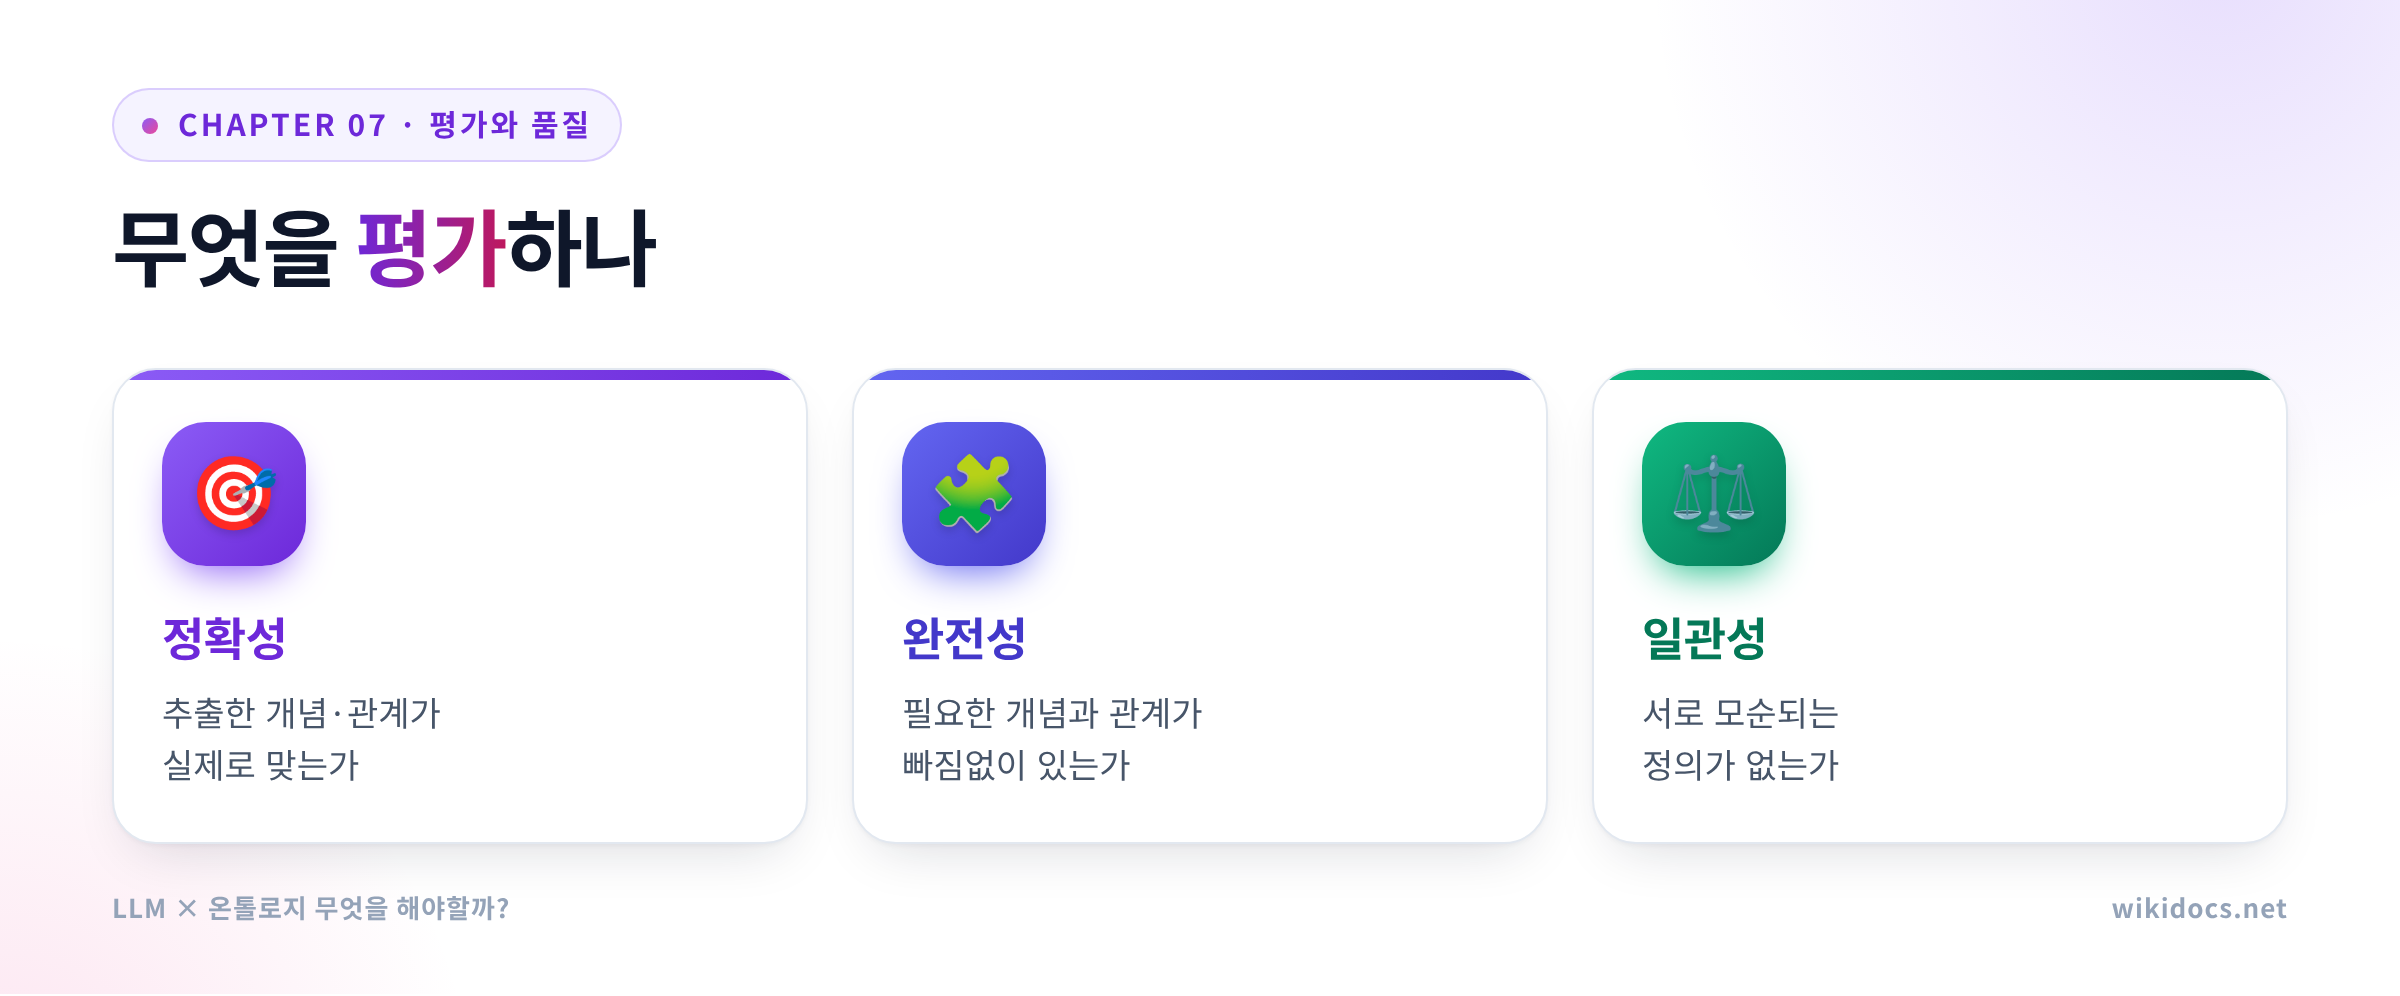 CHAPTER 07 · 평가와 품질
무엇을 평가하나
정확성
추출한 개념·관계가
실제로 맞는가
완전성
필요한 개념과 관계가
빠짐없이 있는가
일관성
서로 모순되는
정의가 없는가
LLM × 온톨로지 무엇을 해야할까?
wikidocs.net